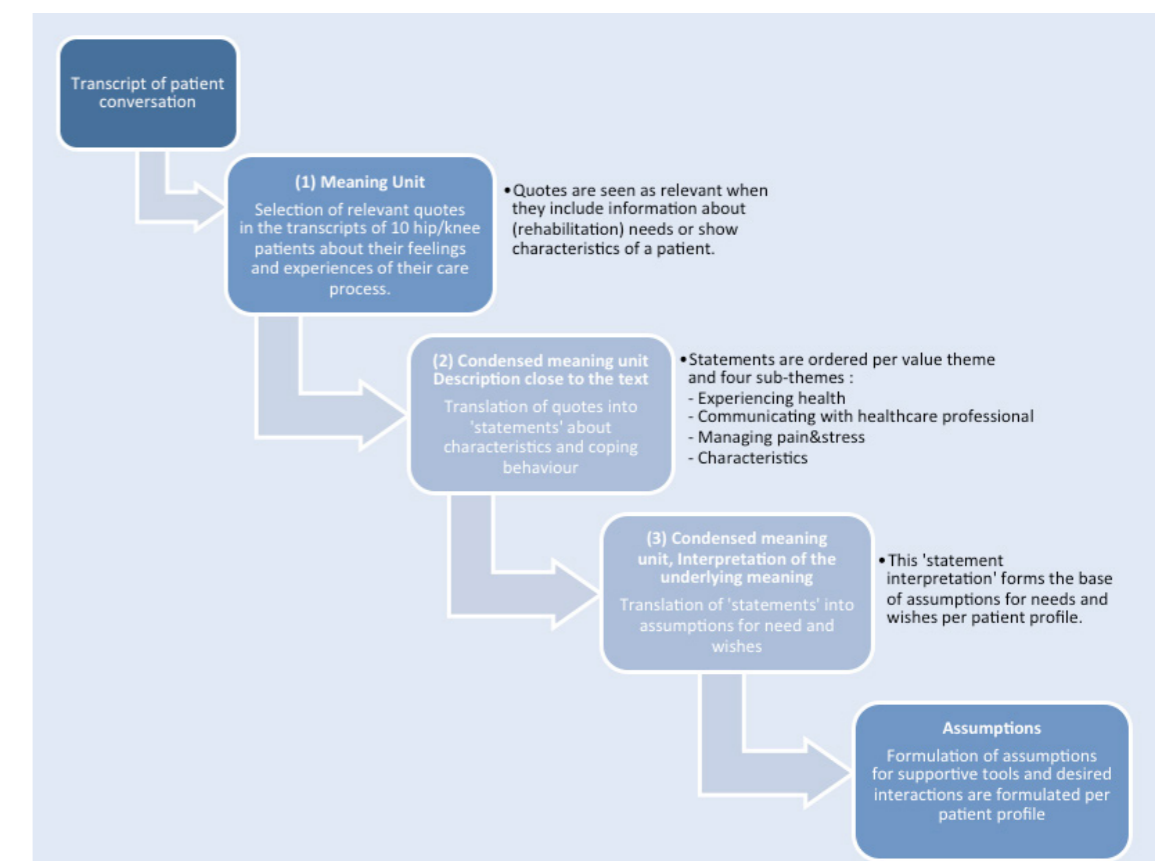 Transcript of patient
conversation
(1) Meaning Unit
Selection of relevant quotes
in the transcripts of 10 hip/knee
patients about their feelings
and experiences of their care
process.
•Quotes are seen as relevant when
they include information about
(rehabilitation) needs or show
characteristics of a patient.
(2) Condensed meaning unit
Description close to the text
Translation of quotes into
'statements' about
characteristics and coping
behaviour
•Statements are ordered per value theme
and four sub-themes :
- Experiencing health
- Communicating with healthcare professional
- Managing pain&stress
- Characteristics
(3) Condensed meaning
unit, Interpretation of the
underlying meaning
Translation of 'statements' into
assumptions for need and
wishes
•This 'statement
interpretation' forms the base
of assumptions for needs and
wishes per patient profile.
Assumptions
Formulation of assumptions
for supportive tools and desired
interactions are formulated per
patient profile